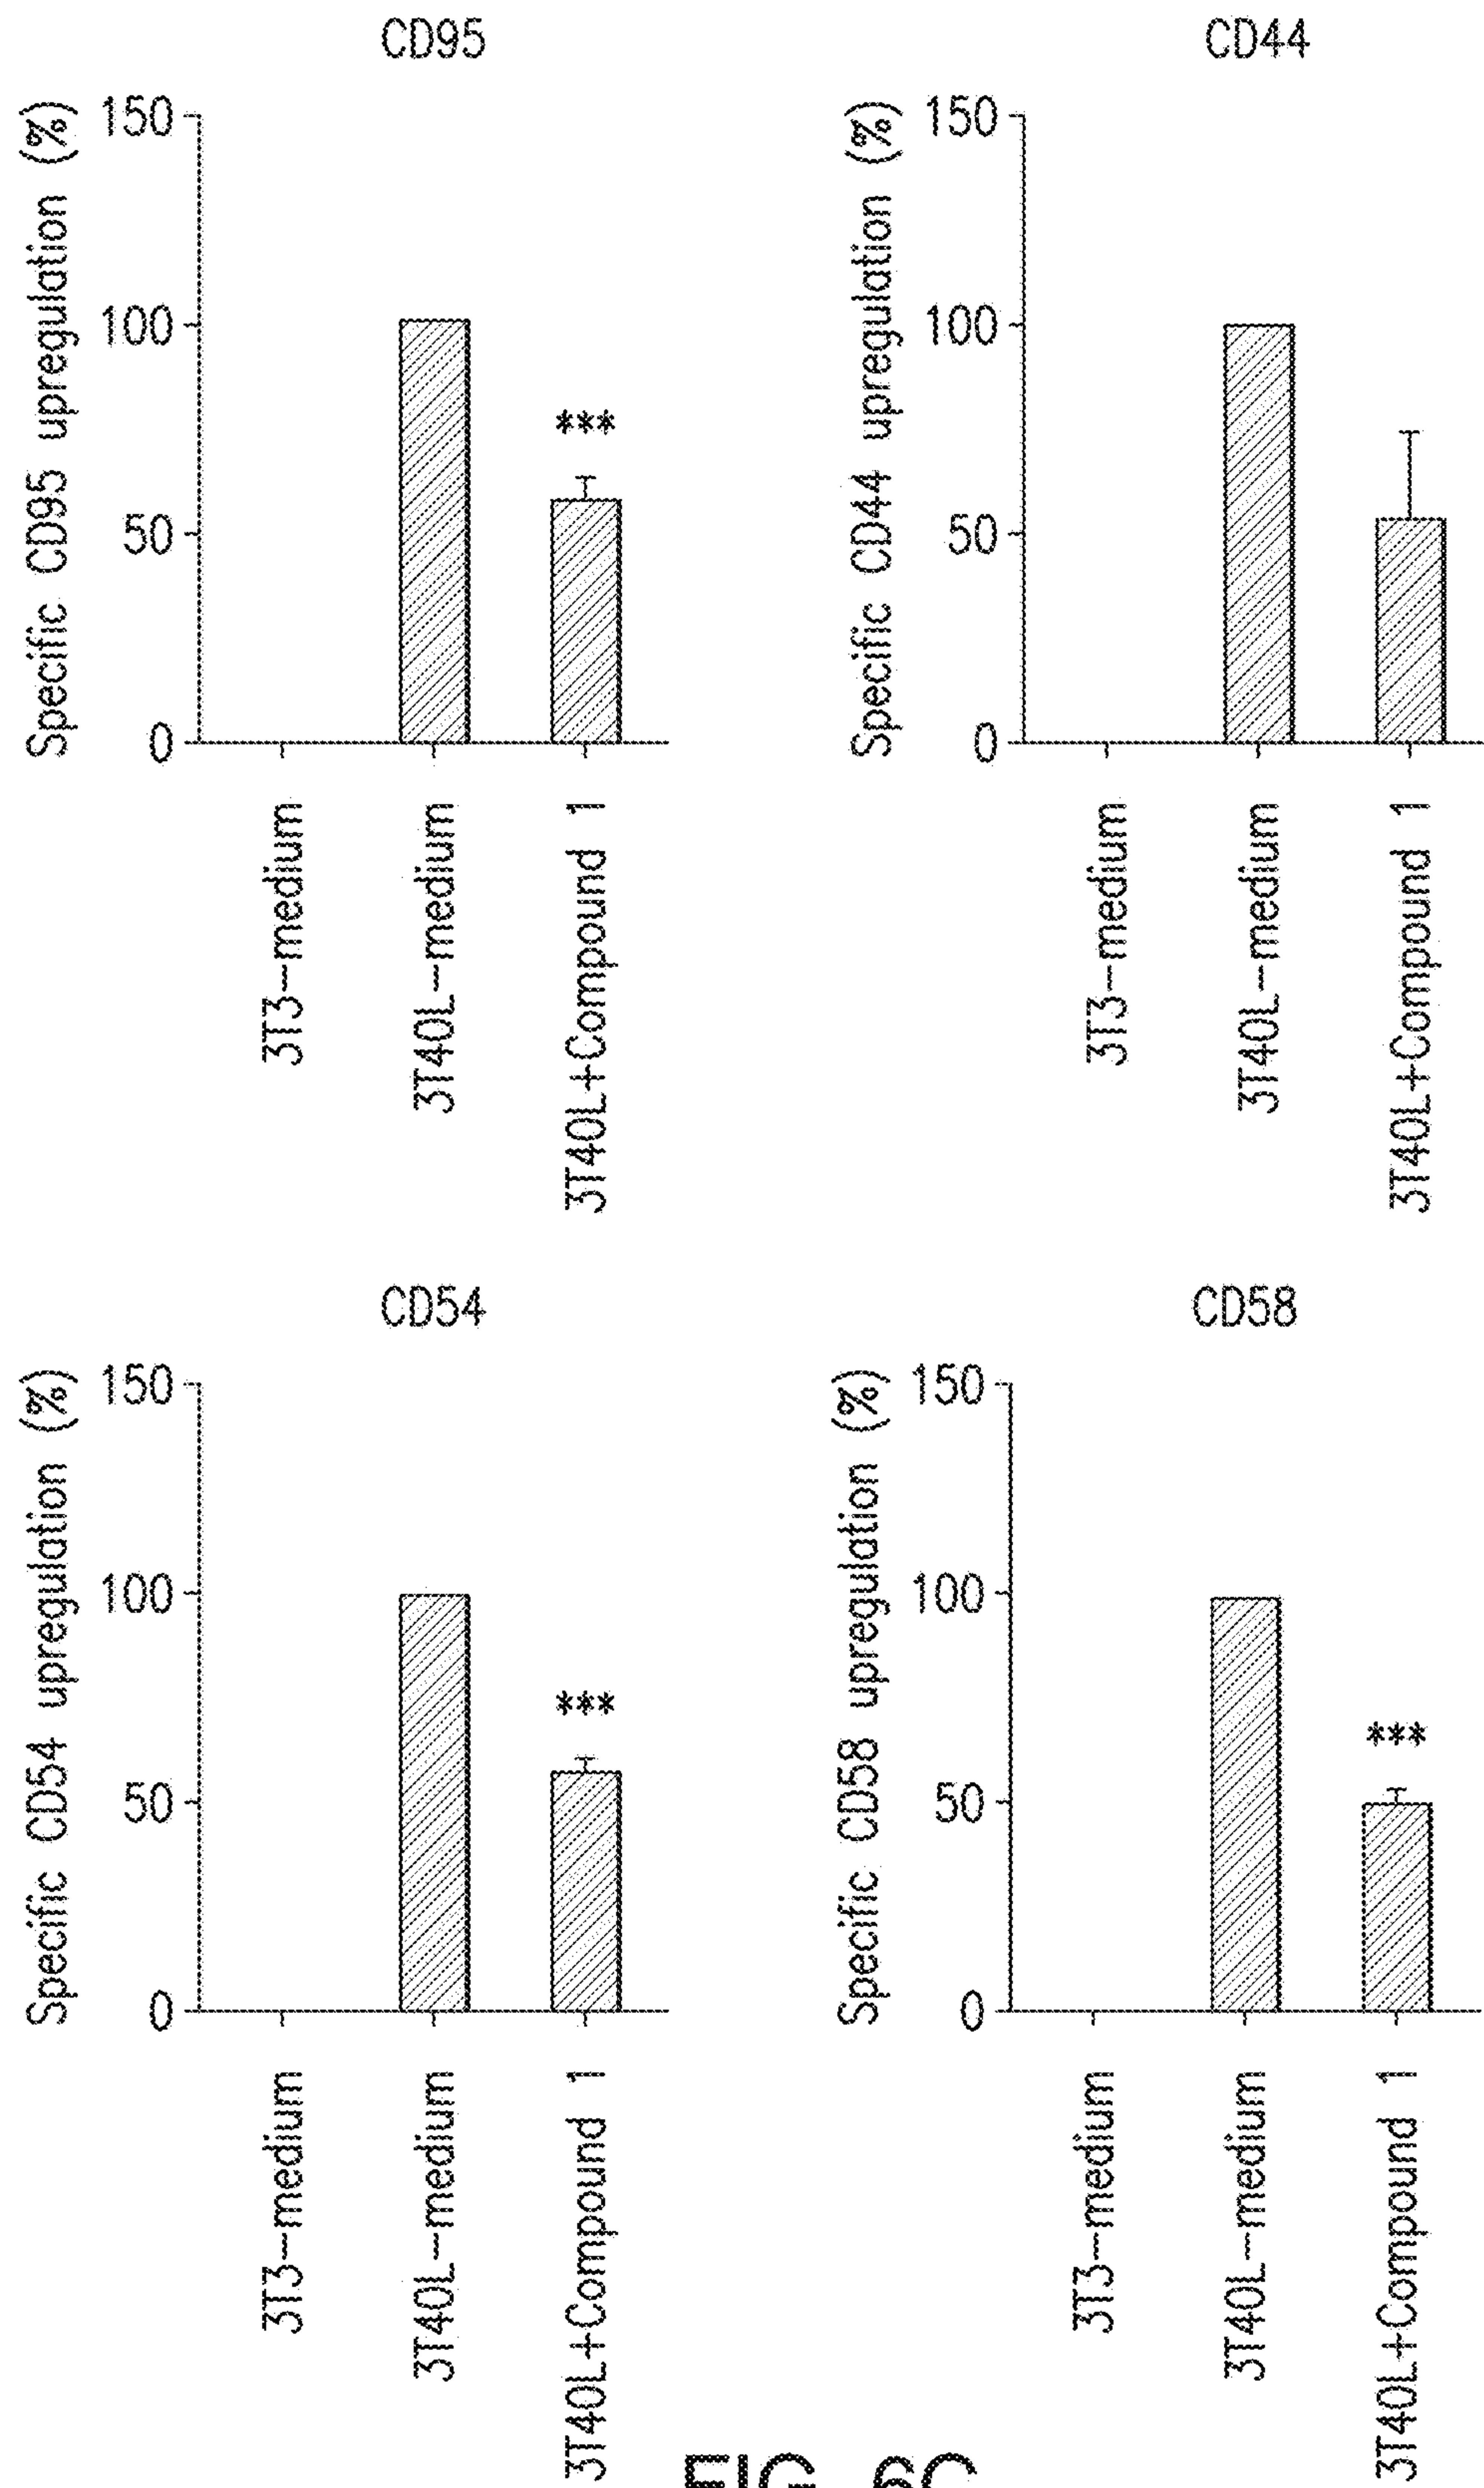 CD95
Specific CD95 upregulation (%)
150
100
50
0
***
3T3-medium
3T40L-medium
3T40L+Compound 1
CD44
Specific CD44 upregulation (%)
150
100
50
0
3T3-medium
3T40L-medium
3T40L+Compound 1
CD54
Specific CD54 upregulation (%)
150
100
50
0
***
3T3-medium
3T40L-medium
3T40L+Compound 1
CD58
Specific CD58 upregulation (%)
150
100
50
0
***
3T3-medium
3T40L-medium
3T40L+Compound 1
FIG. 6C